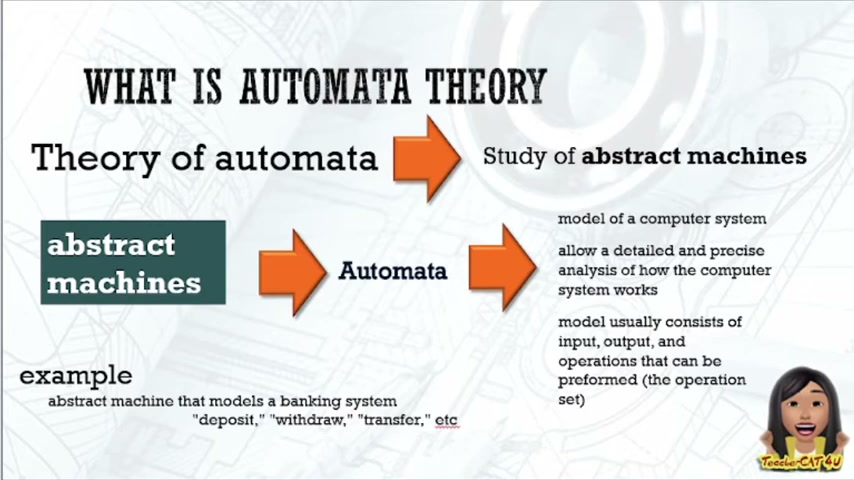 WHAT IS AUTOMATA THEORY
Theory of automata
Study of abstract machines
abstract
machines
Automata
model of a computer system
allow a detailed and precise
analysis of how the computer
system works
model usually consists of
input, output, and
operations that can be
preformed (the operation
set)
example
abstract machine that models a banking system
"deposit," "withdraw," "transfer," etc
TeecherCAT 4U